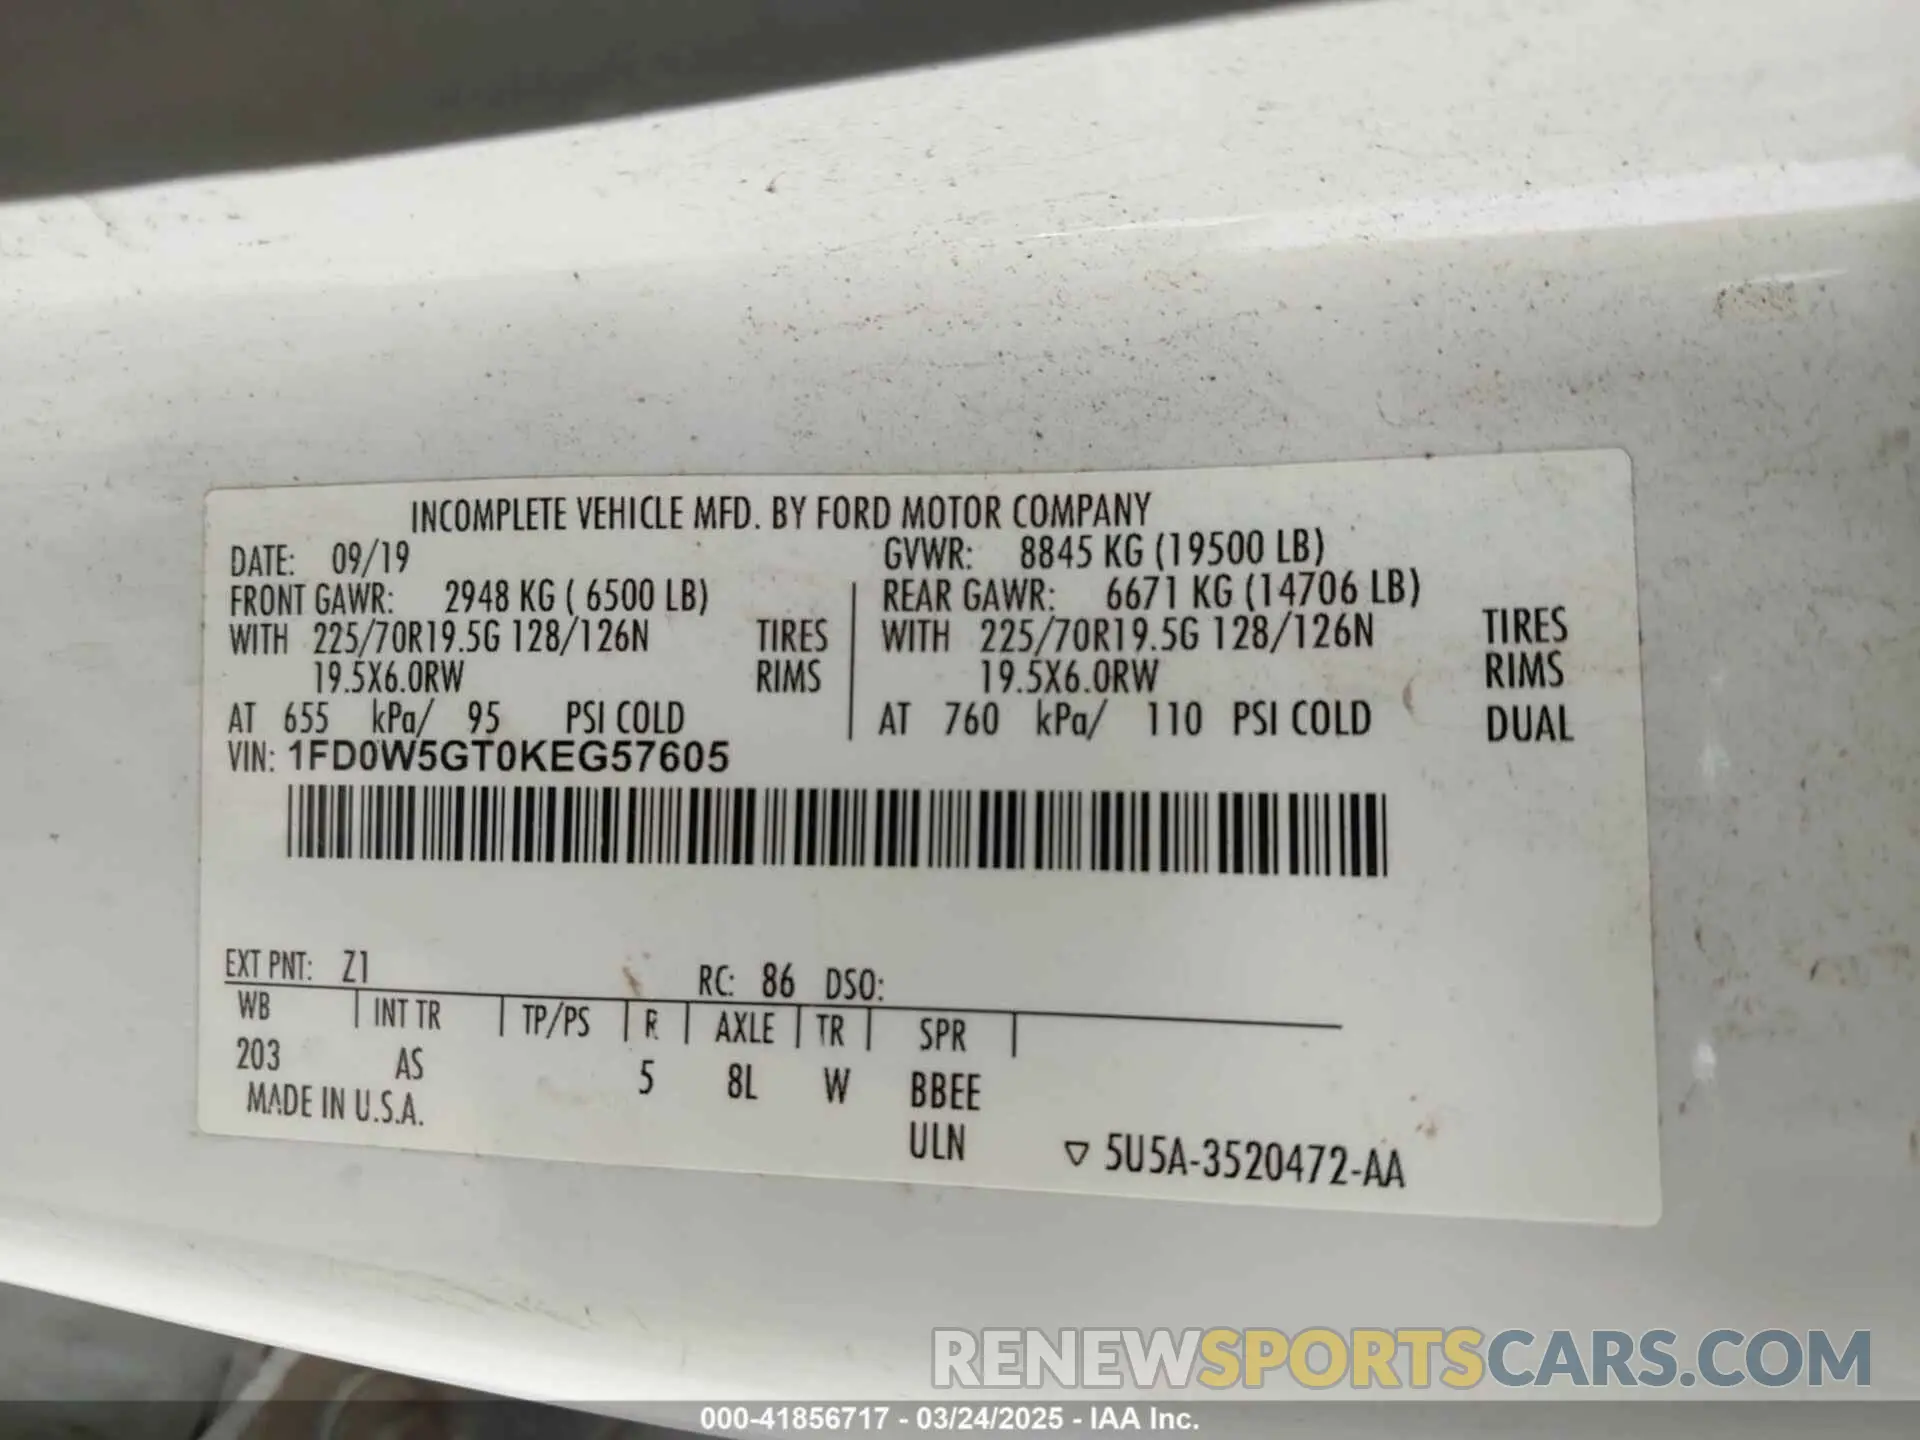 INCOMPLETE VEHICLE MFD. BY FORD MOTOR COMPANY
DATE: 09/19 GVWR: 8845 KG (19500 LB)
FRONT GAWR: 2948 KG ( 6500 LB) REAR GAWR: 6671 KG (14706 LB)
WITH 225/70R19.5G 128/126N TIRES WITH 225/70R19.5G 128/126N TIRES
19.5X6.0RW RIMS 19.5X6.0RW RIMS
AT 655 kPa/ 95 PSI COLD AT 760 kPa/ 110 PSI COLD DUAL
VIN: 1FD0W5GT0KEG57605
EXT PNT: Z1 RC: 86 DSO:
WB INT TR TP/PS R AXLE TR SPR
203 AS 5 8L W BBEE
MADE IN U.S.A. ULN ▽ 5U5A-3520472-AA
RENEWSPORTSCARS.COM
000-41856717 - 03/24/2025 - IAA Inc.